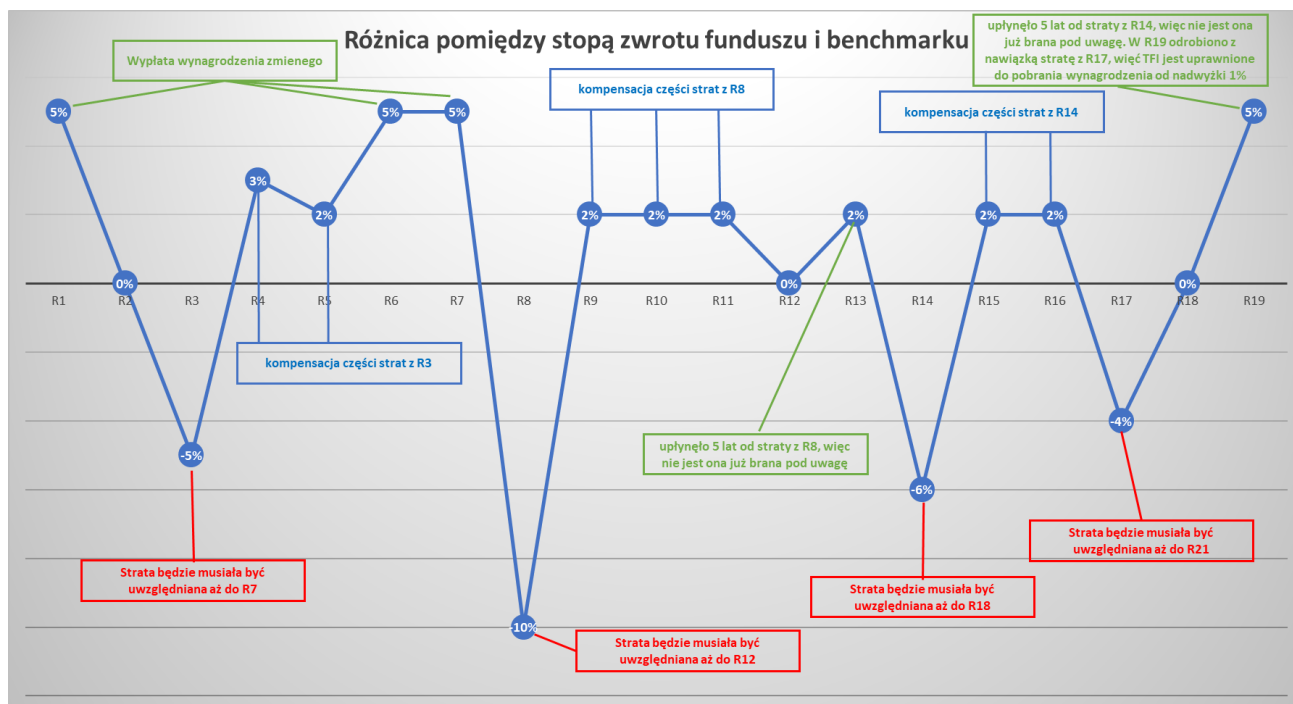 Różnica pomiędzy stopą zwrotu funduszu i benchmarku
upłynęło 5 lat od straty z R14, więc nie jest ona
już brana pod uwagę. W R19 odrobiono z
nawiązką stratę z R17, więć TFI jest uprawnione
do pobrania wynagrodzenia od nadwyżki 1%
Wypłata wynagrodzenia zmienego
kompensacja części strat z R8
kompensacja części strat z R14
5%
0%
-5%
3%
2%
5%
5%
-10%
2%
2%
2%
0%
2%
-6%
2%
2%
-4%
0%
5%
R1
R2
R3
R4
R5
R6
R7
R8
R9
R10
R11
R12
R13
R14
R15
R16
R17
R18
R19
kompensacja części strat z R3
upłynęło 5 lat od straty z R8, więc
nie jest ona już brana pod uwagę
Strata będzie musiała być
uwzględniana aż do R7
Strata będzie musiała być
uwzględniana aż do R12
Strata będzie musiała być
uwzględniana aż do R18
Strata będzie musiała być
uwzględniana aż do R21